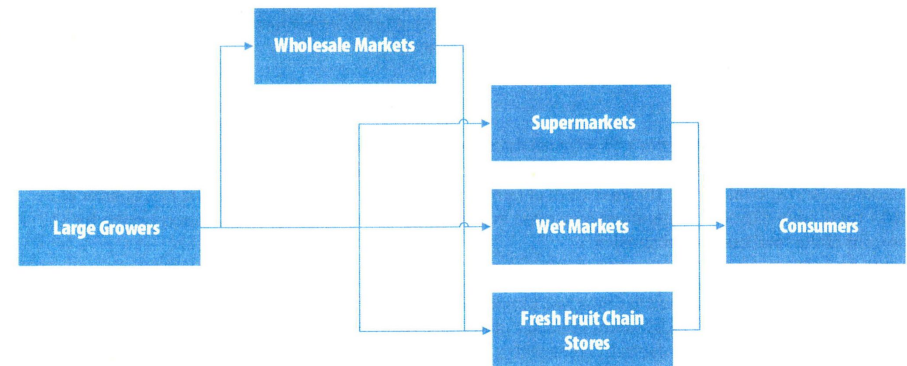 Wholesale Markets
Supermarkets
Large Growers
Wet Markets
Consumers
Fresh Fruit Chain
Stores